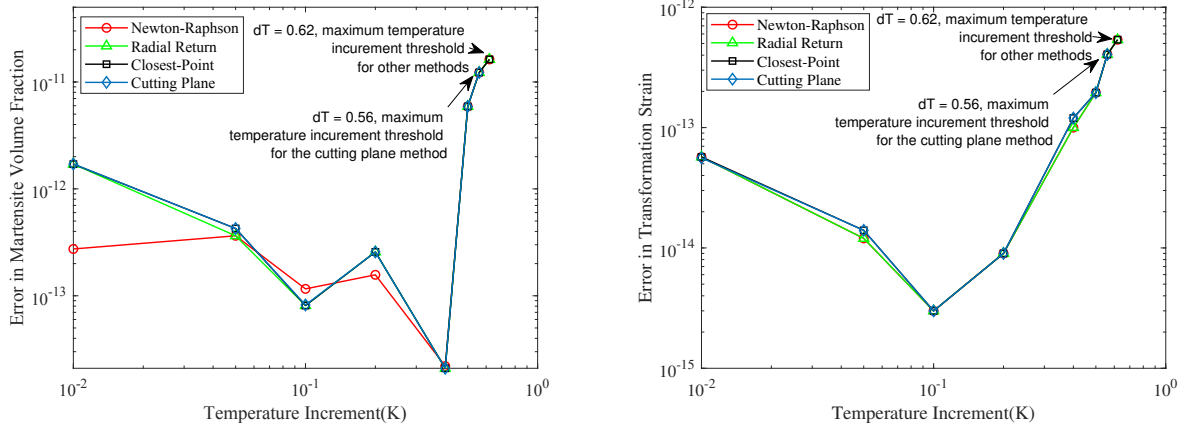 Newton-Raphson
Radial Return
Closest-Point
Cutting Plane
dT = 0.62, maximum temperature
incurement threshold
for other methods
dT = 0.56, maximum
temperature incurement threshold
for the cutting plane method
10^-11
10^-12
10^-13
Error in Martensite Volume Fraction
10^-2
10^-1
10^0
Temperature Increment(K)
Newton-Raphson
Radial Return
Closest-Point
Cutting Plane
dT = 0.62, maximum temperature
incurement threshold
for other methods
dT = 0.56, maximum
temperature incurement threshold
for the cutting plane method
10^-12
10^-13
10^-14
10^-15
Error in Transformation Strain
10^-2
10^-1
10^0
Temperature Increment(K)